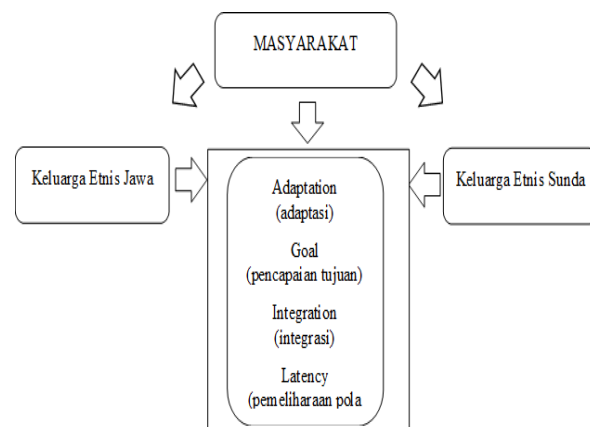 MASYARAKAT
Keluarga Etnis Jawa
Adaptation
(adaptasi)
Goal
(pencapaian tujuan)
Integration
(integrasi)
Latency
(pemeliharaan pola
Keluarga Etnis Sunda